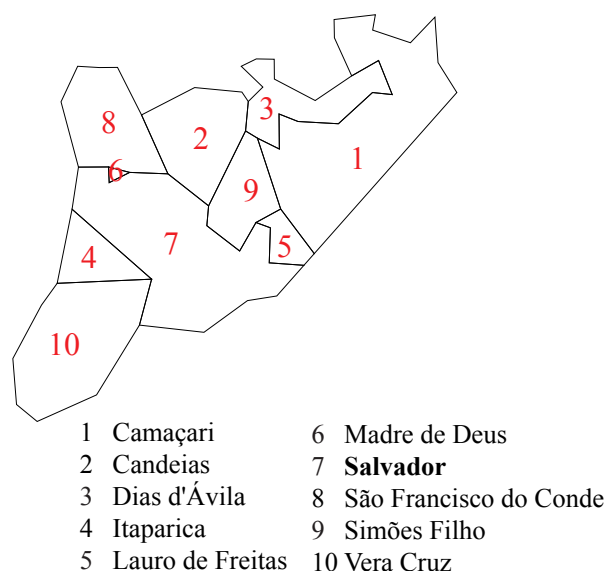 8
3
2
6
1
9
7
5
4
10
1 Camaçari
2 Candeias
3 Dias d'Ávila
4 Itaparica
5 Lauro de Freitas
6 Madre de Deus
7 Salvador
8 São Francisco do Conde
9 Simões Filho
10 Vera Cruz